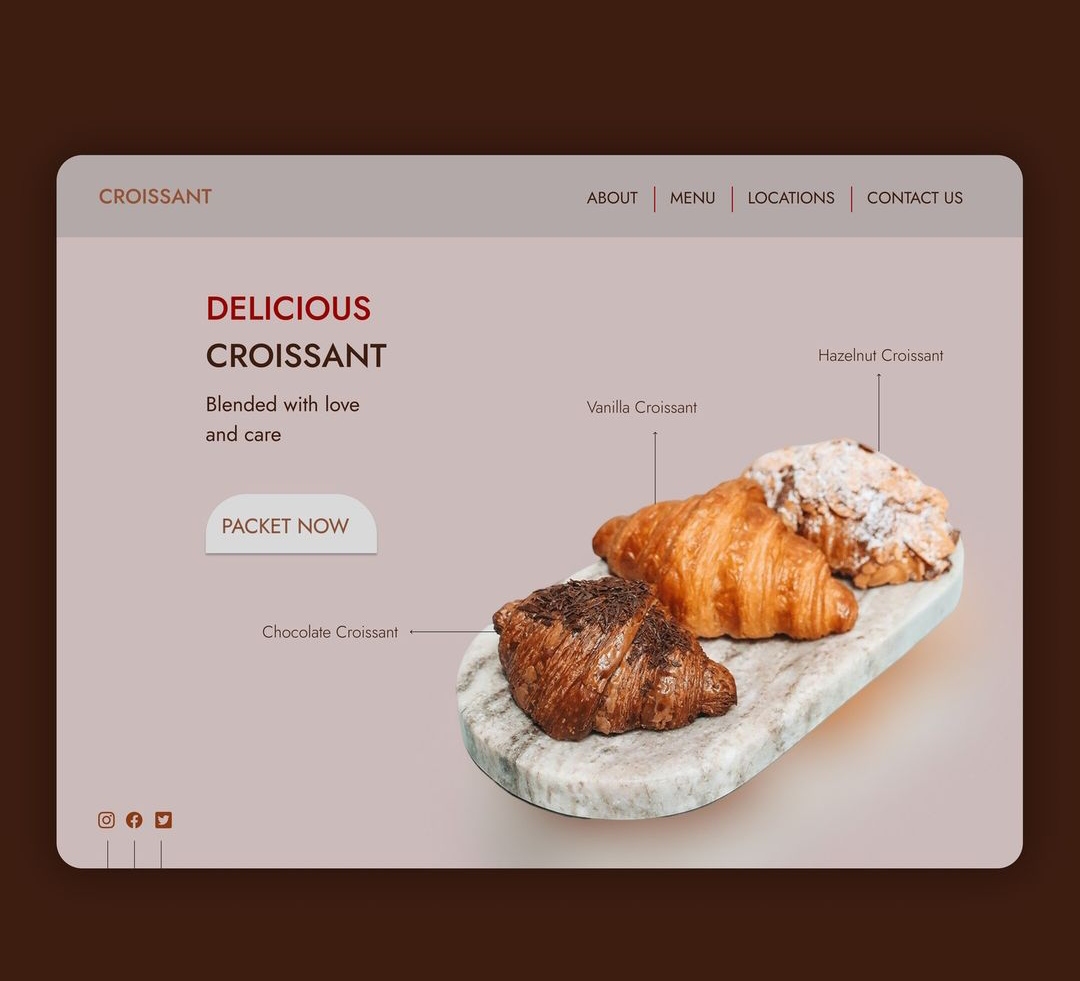 CROISSANT
ABOUT
MENU
LOCATIONS
CONTACT US
DELICIOUS
CROISSANT
Blended with love
and care
PACKET NOW
Hazelnut Croissant
Vanilla Croissant
Chocolate Croissant